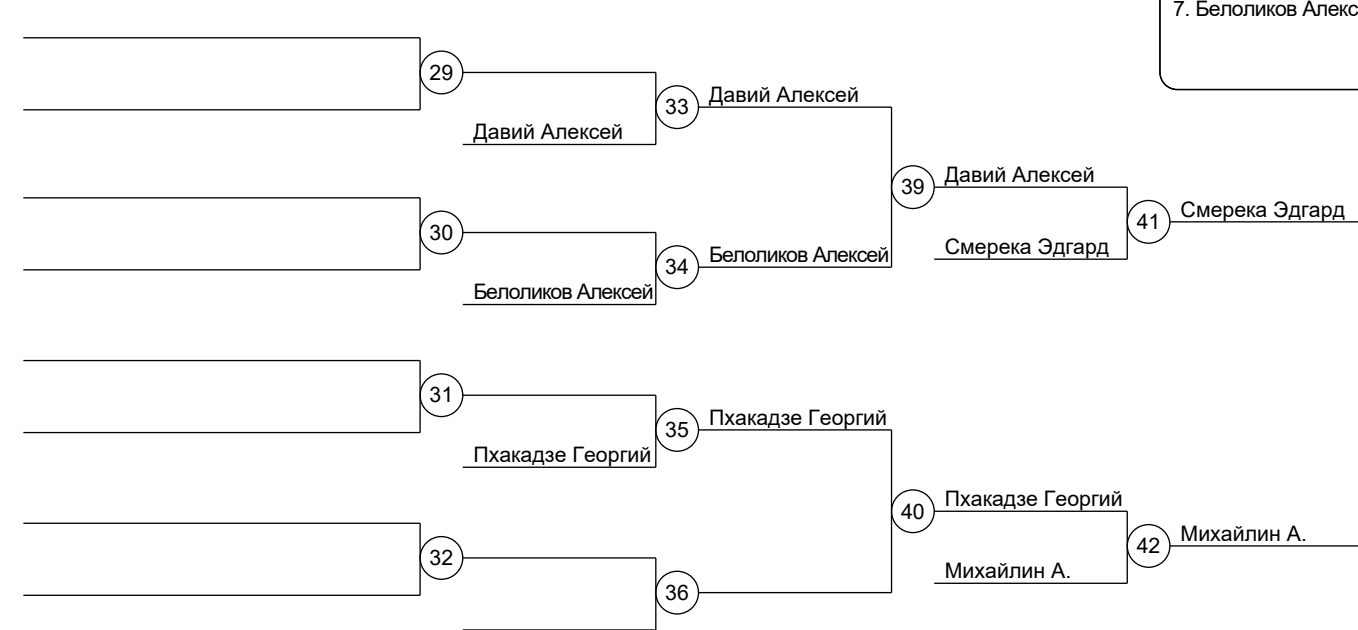 7. Белоликов Алекс
29
Давий Алексей
33
Давий Алексей
39
Давий Алексей
41
Смерека Эдгард
Смерека Эдгард
30
Белоликов Алексей
34
Белоликов Алексей
31
Пхакадзе Георгий
35
Пхакадзе Георгий
40
Пхакадзе Георгий
42
Михайлин А.
Михайлин А.
32
36